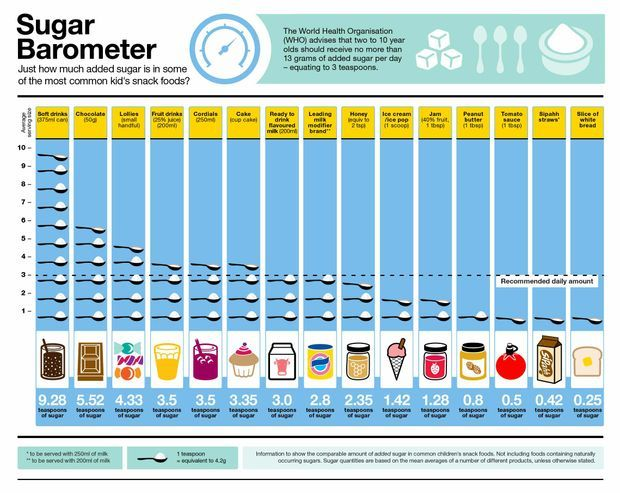 Sugar
Barometer
Just how much added sugar is in some
of the most common kid's snack foods?
The World Health Organisation
(WHO) advises that two to 10 year
olds should receive no more than
13 grams of added sugar per day
– equating to 3 teaspoons.
Average
serving size
Soft drinks
(375ml can)
Chocolate
(50g)
Lollies
(small
handful)
Fruit drinks
(25% juice)
(200ml)
Cordials
(250ml)
Cake
(cup cake)
Ready to
drink
flavoured
milk (200ml)
Leading
milk
modifier
brand**
Honey
(equiv to
2 tsp)
Ice cream
/ice pop
(1 scoop)
Jam
(40% fruit,
1 tbsp)
Peanut
butter
(1 tbsp)
Tomato
sauce
(1 tbsp)
Sipahh
straws*
Slice of
white
bread
10
9
8
7
6
5
4
3
2
1
Recommended daily amount
9.28
teaspoons
of sugar
5.52
teaspoons
of sugar
4.33
teaspoons
of sugar
3.5
teaspoons
of sugar
3.5
teaspoons
of sugar
3.35
teaspoons
of sugar
3.0
teaspoons
of sugar
2.8
teaspoons
of sugar
2.35
teaspoons
of sugar
1.42
teaspoons
of sugar
1.28
teaspoons
of sugar
0.8
teaspoons
of sugar
0.5
teaspoons
of sugar
0.42
teaspoons
of sugar
0.25
teaspoons
of sugar
* to be served with 250ml of milk
** to be served with 200ml of milk
1 teaspoon
= equivalent to 4.2g
Information to show the comparable amount of added sugar in common children's snack foods. Not including foods containing naturally
occurring sugars. Sugar quantities are based on the mean averages of a number of different products, unless otherwise stated.